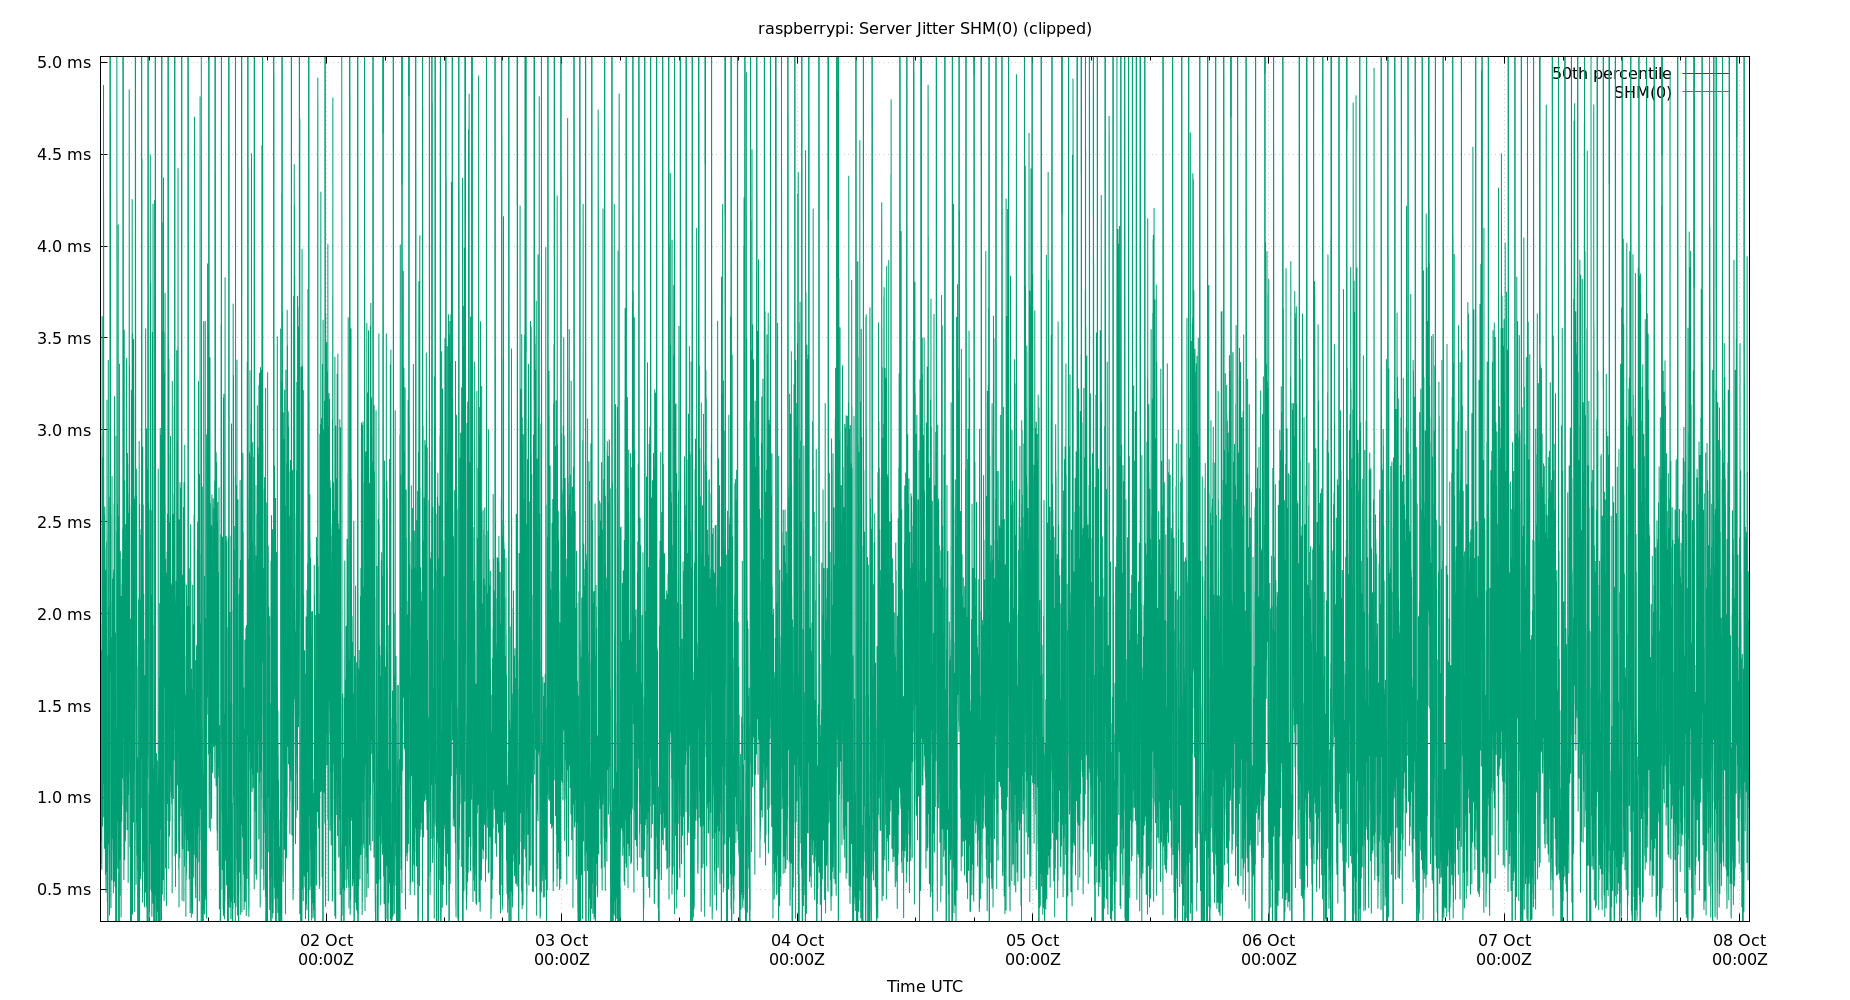 raspberrypi: Server Jitter SHM(0) (clipped)
5.0 ms
50th percentile
SHM(0)
4.5 ms
4.0 ms
3.5 ms
3.0 ms
2.5 ms
2.0 ms
1.5 ms
1.0 ms
0.5 ms
02 Oct 03 Oct 04 Oct 05 Oct 06 Oct 07 Oct 08 Oct
00:00Z 00:00Z 00:00Z 00:00Z 00:00Z 00:00Z 00:00Z
Time UTC